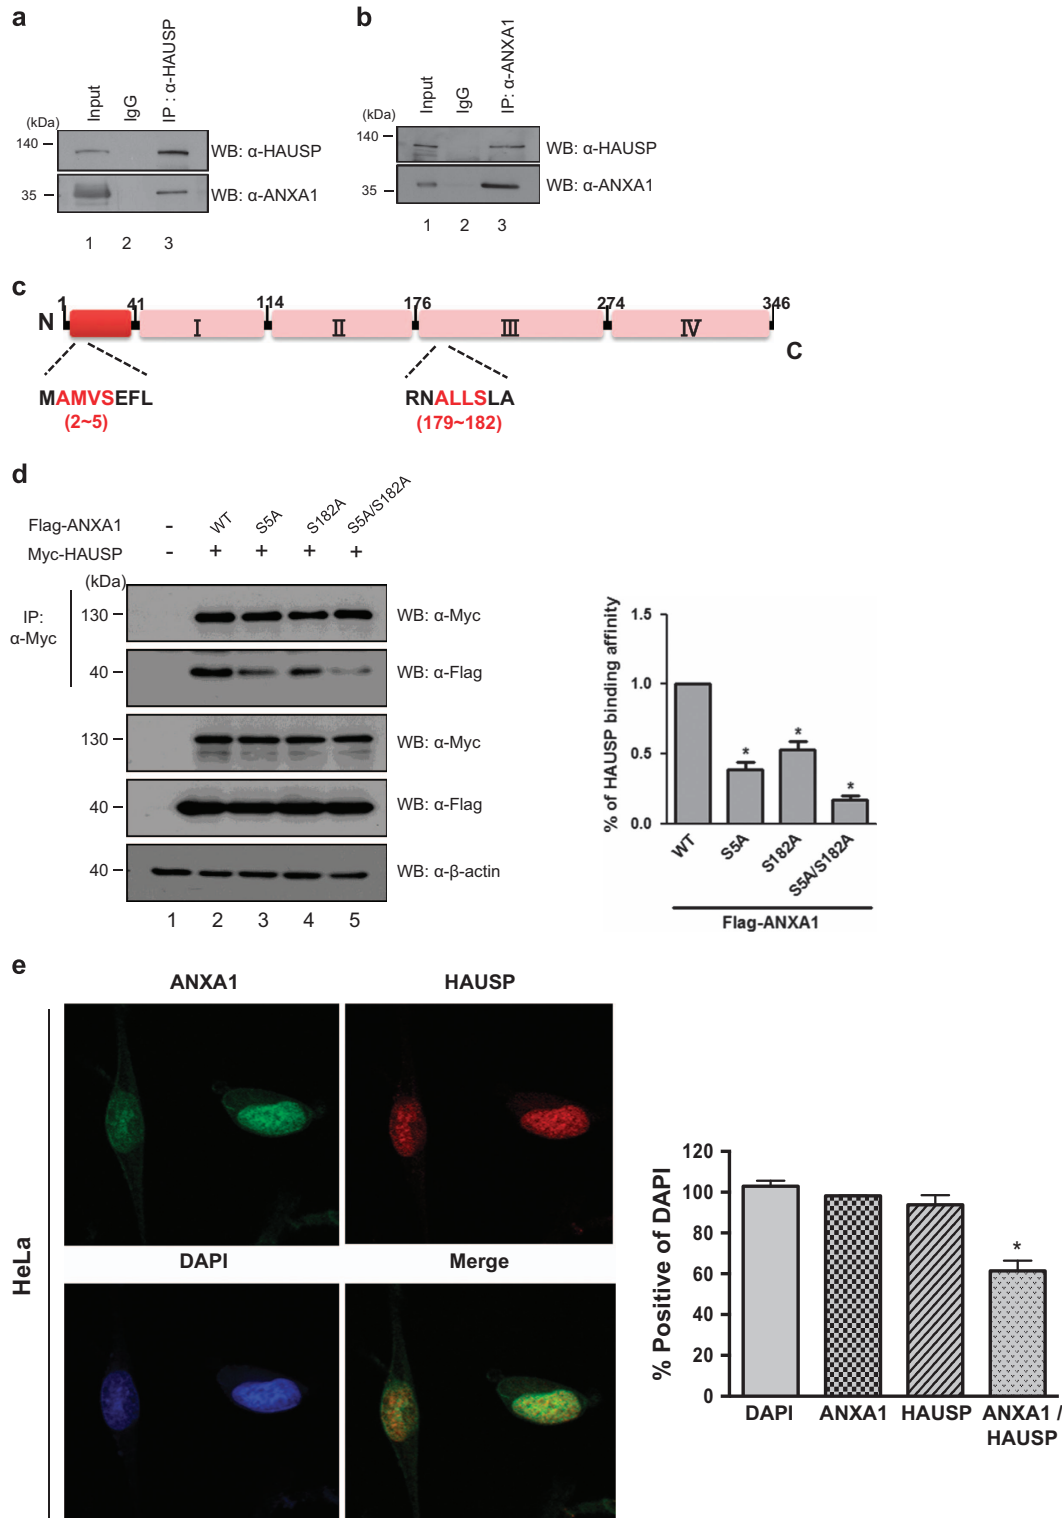 a
Input
IgG
IP : α-HAUSP
(kDa)
140
WB: α-HAUSP
35
WB: α-ANXA1
1 2 3
b
Input
IgG
IP: α-ANXA1
(kDa)
140
WB: α-HAUSP
35
WB: α-ANXA1
1 2 3
c
1 41 114 176 274 346
N I II III IV C
MAMVSEFL
(2~5)
RNALLSLA
(179~182)
d
Flag-ANXA1 - WT S5A S182A S5A/S182A
Myc-HAUSP - + + + +
(kDa)
IP:
α-Myc
130 WB: α-Myc
40 WB: α-Flag
130 WB: α-Myc
40 WB: α-Flag
40 WB: α-β-actin
1 2 3 4 5
% of HAUSP binding affinity
1.5
1.0
0.5
0.0
* * *
WT S5A S182A S5A/S182A
Flag-ANXA1
e
HeLa
ANXA1 HAUSP
DAPI Merge
% Positive of DAPI
120
100
80
60
40
20
0
*
DAPI ANXA1 HAUSP ANXA1 /
HAUSP